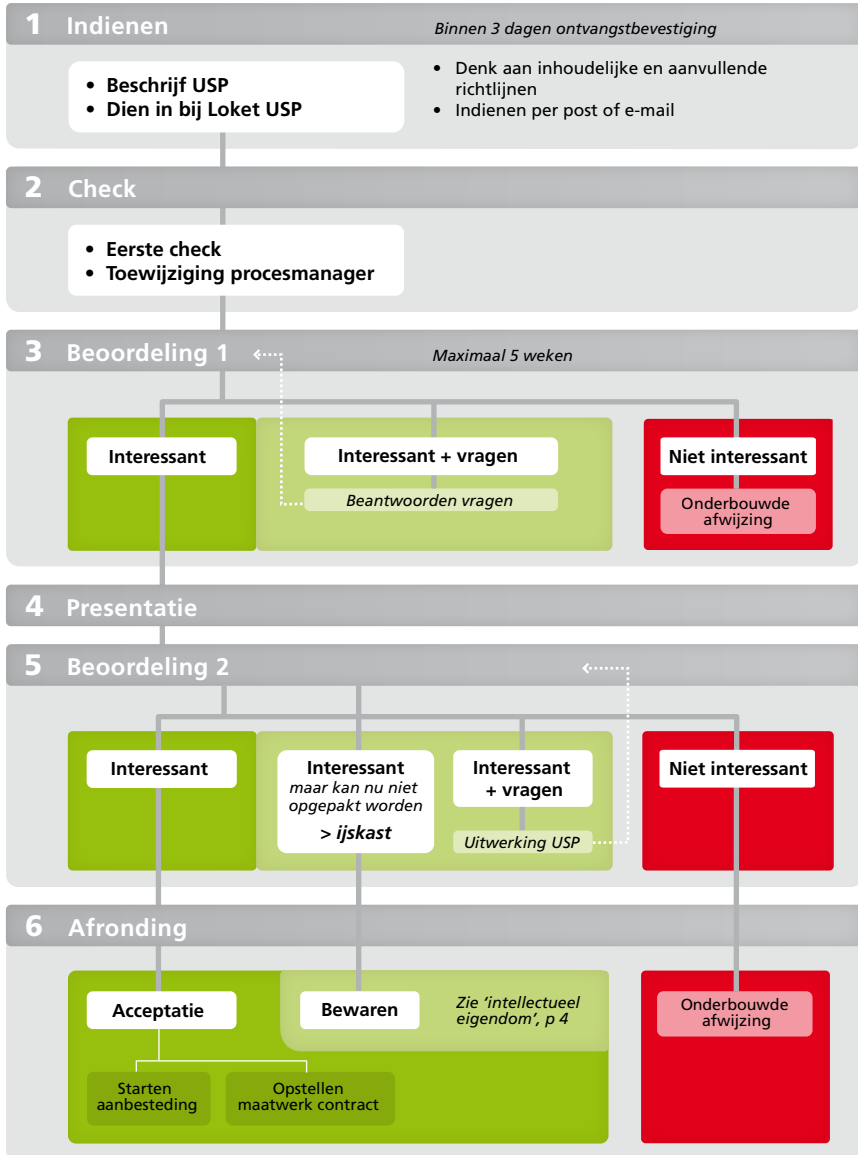 1 Indienen
Binnen 3 dagen ontvangstbevestiging
• Beschrijf USP
• Dien in bij Loket USP
• Denk aan inhoudelijke en aanvullende
richtlijnen
• Indienen per post of e-mail
2 Check
• Eerste check
• Toewijziging procesmanager
3 Beoordeling 1
Maximaal 5 weken
Interessant
Interessant + vragen
Beantwoorden vragen
Niet interessant
Onderbouwde
afwijzing
4 Presentatie
5 Beoordeling 2
Interessant
Interessant
maar kan nu niet
opgepakt worden
> ijskast
Interessant
+ vragen
Uitwerking USP
Niet interessant
6 Afronding
Acceptatie
Bewaren
Zie ‘intellectueel
eigendom’, p 4
Onderbouwde
afwijzing
Starten
aanbesteding
Opstellen
maatwerk contract